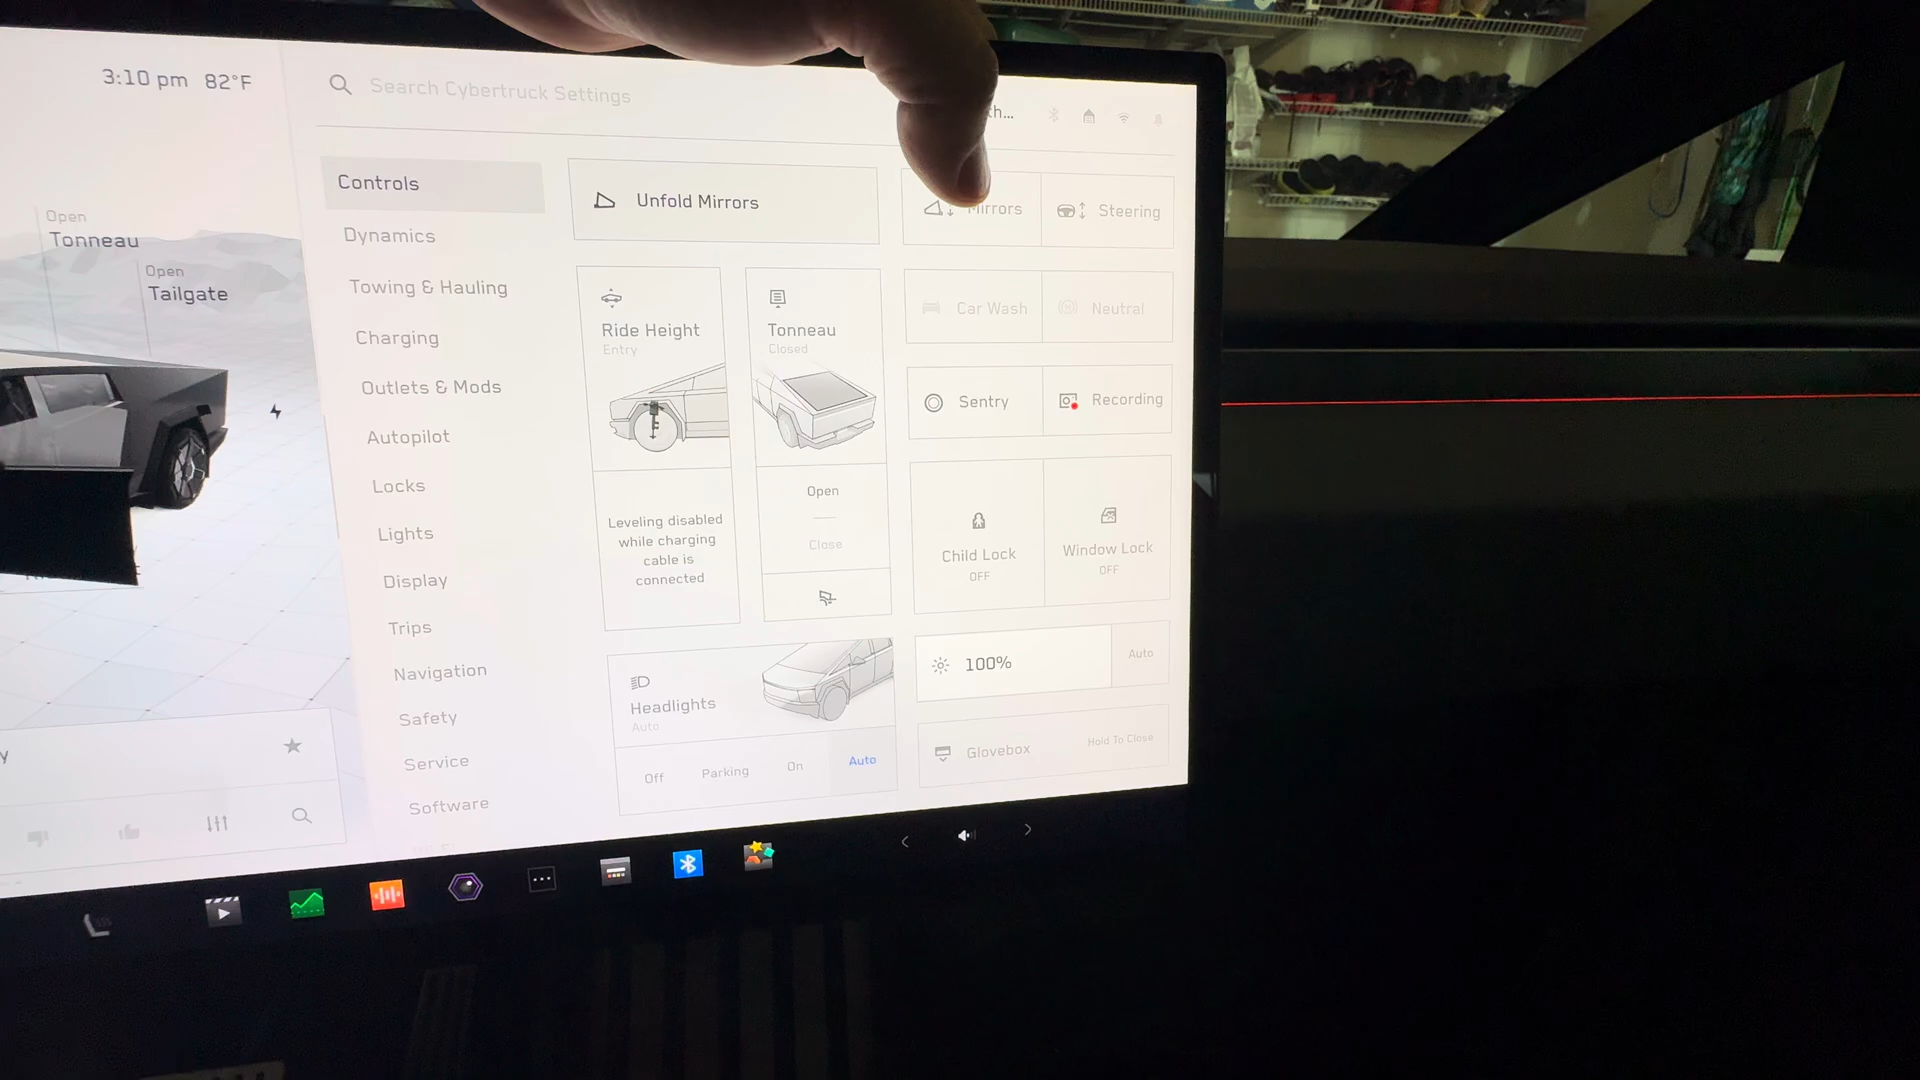 3:10 pm 82°F
Search Cybertruck Settings
Open
Tonneau
Open
Tailgate
Controls
Dynamics
Towing & Hauling
Charging
Outlets & Mods
Autopilot
Locks
Lights
Display
Trips
Navigation
Safety
Service
Software
Unfold Mirrors
Mirrors
Steering
Ride Height
Entry
Leveling disabled
while charging
cable is
connected
Tonneau
Closed
Open
Close
Car Wash
Neutral
Sentry
Recording
Child Lock
OFF
Window Lock
OFF
Headlights
Auto
Off
Parking
On
Auto
100%
Auto
Glovebox
Hold To Close